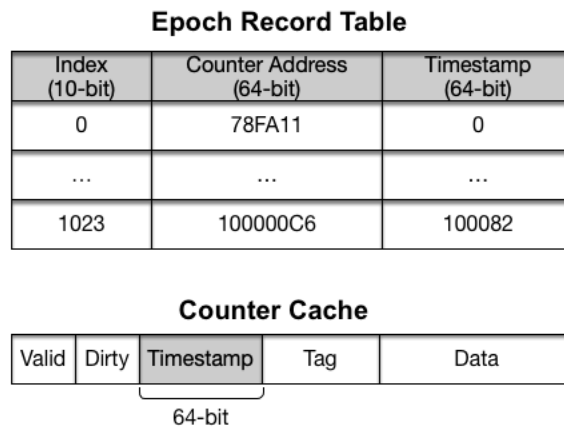 Epoch Record Table
Index (10-bit) Counter Address (64-bit) Timestamp (64-bit)
0 78FA11 0
... ... ...
1023 100000C6 100082
Counter Cache
Valid Dirty Timestamp Tag Data
64-bit